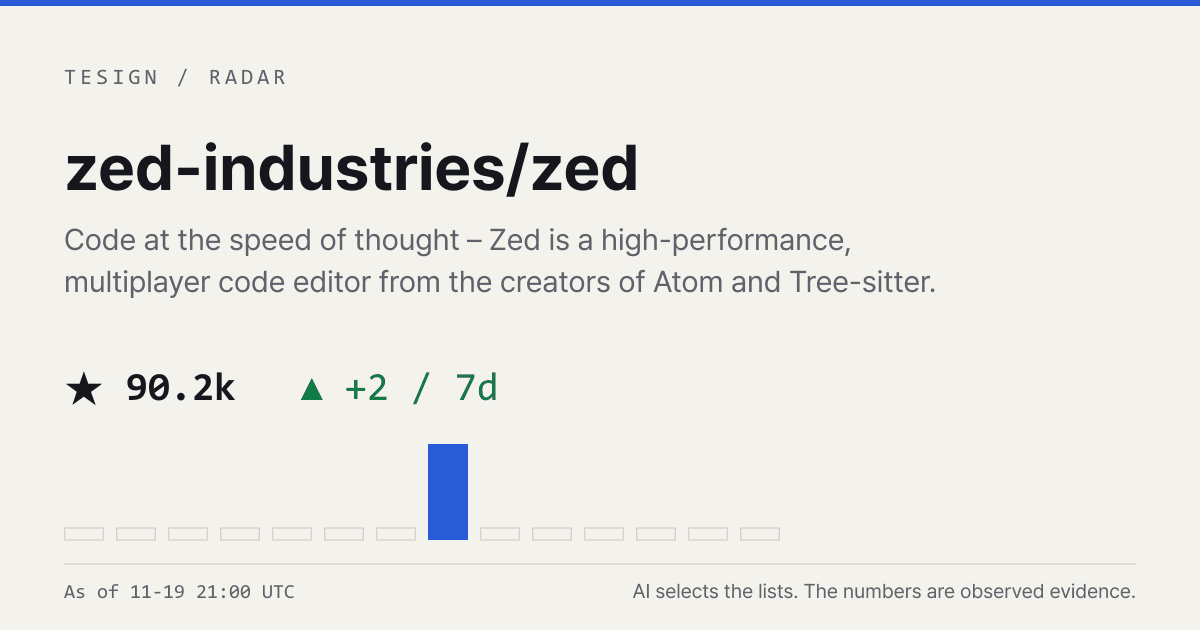 TESIGN / RADAR
zed-industries/zed
Code at the speed of thought – Zed is a high-performance,
multiplayer code editor from the creators of Atom and Tree-sitter.
★ 90.2k ▲ +2 / 7d
As of 11-19 21:00 UTC
AI selects the lists. The numbers are observed evidence.